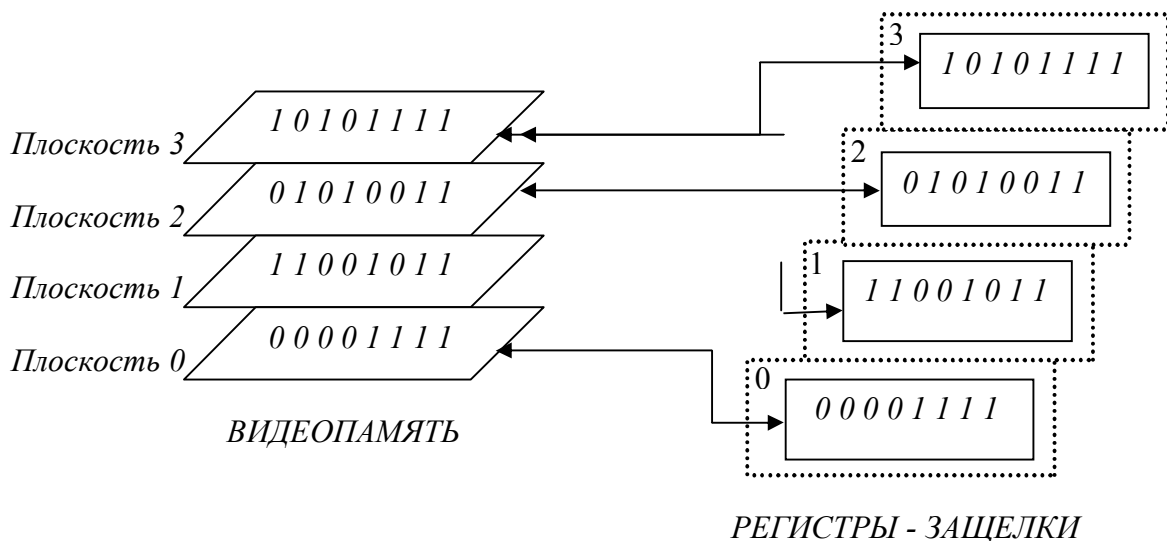 3
1 0 1 0 1 1 1 1
1 0 1 0 1 1 1 1
Плоскость 3
2
0 1 0 1 0 0 1 1
0 1 0 1 0 0 1 1
Плоскость 2
1
1 1 0 0 1 0 1 1
1 1 0 0 1 0 1 1
Плоскость 1
0 0 0 0 1 1 1 1
Плоскость 0
0
0 0 0 0 1 1 1 1
ВИДЕОПАМЯТЬ
РЕГИСТРЫ - ЗАЩЕЛКИ